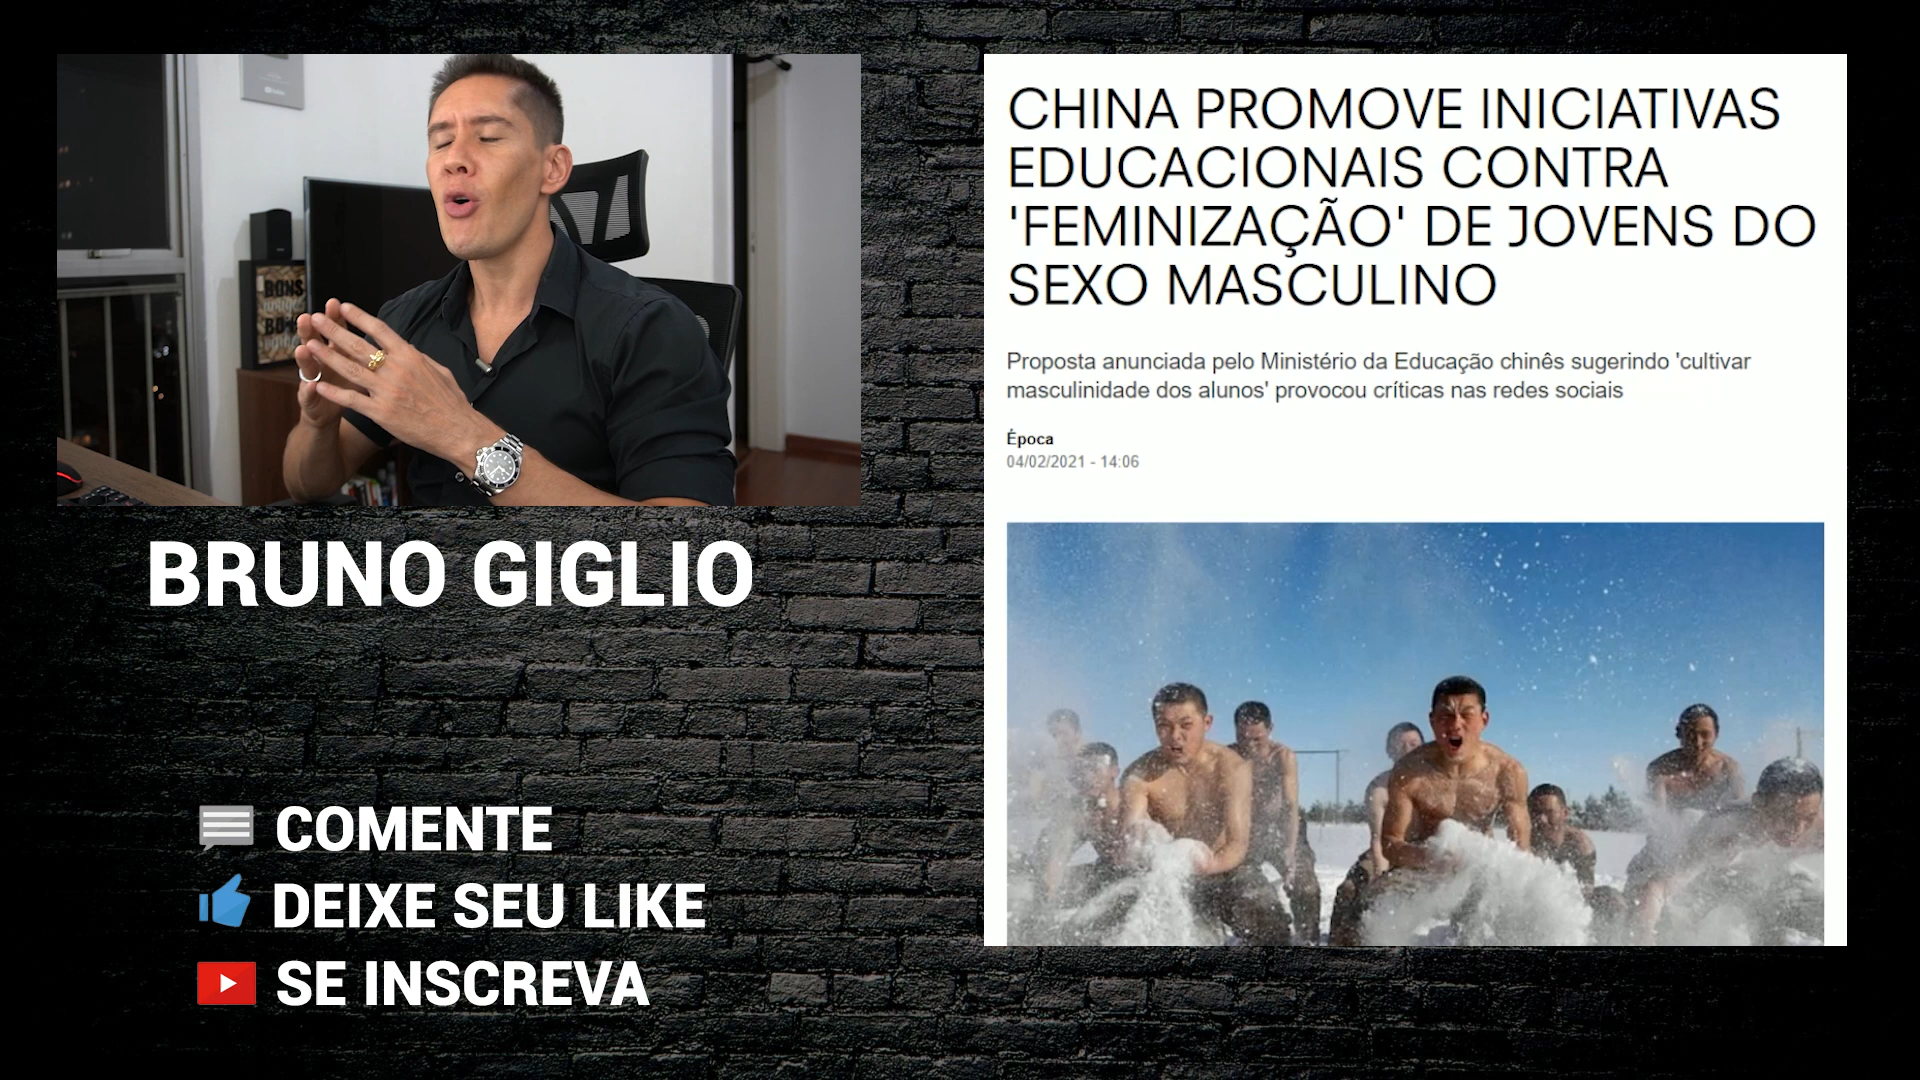 BRUNO GIGLIO
COMENTE
DEIXE SEU LIKE
SE INSCREVA
CHINA PROMOVE INICIATIVAS
EDUCACIONAIS CONTRA
'FEMINIZAÇÃO' DE JOVENS DO
SEXO MASCULINO
Proposta anunciada pelo Ministério da Educação chinês sugerindo 'cultivar
masculinidade dos alunos' provocou críticas nas redes sociais
Época
04/02/2021 - 14:06